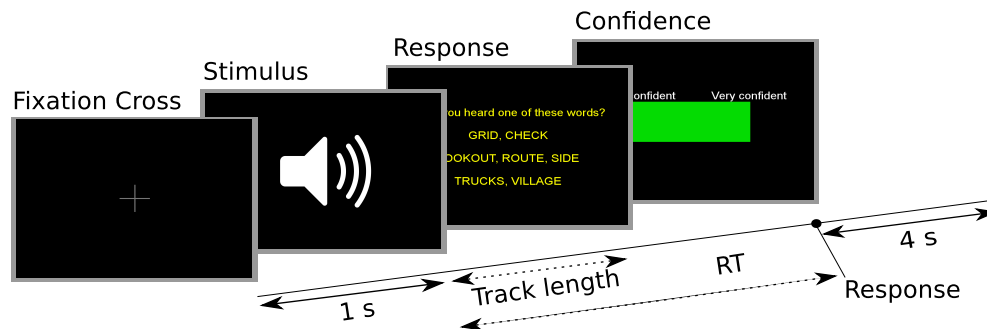 Confidence
Response
Stimulus
Fixation Cross
onfident Very confident
ou heard one of these words?
GRID, CHECK
OOKOUT, ROUTE, SIDE
TRUCKS, VILLAGE
1 s
Track length
RT
4 s
Response